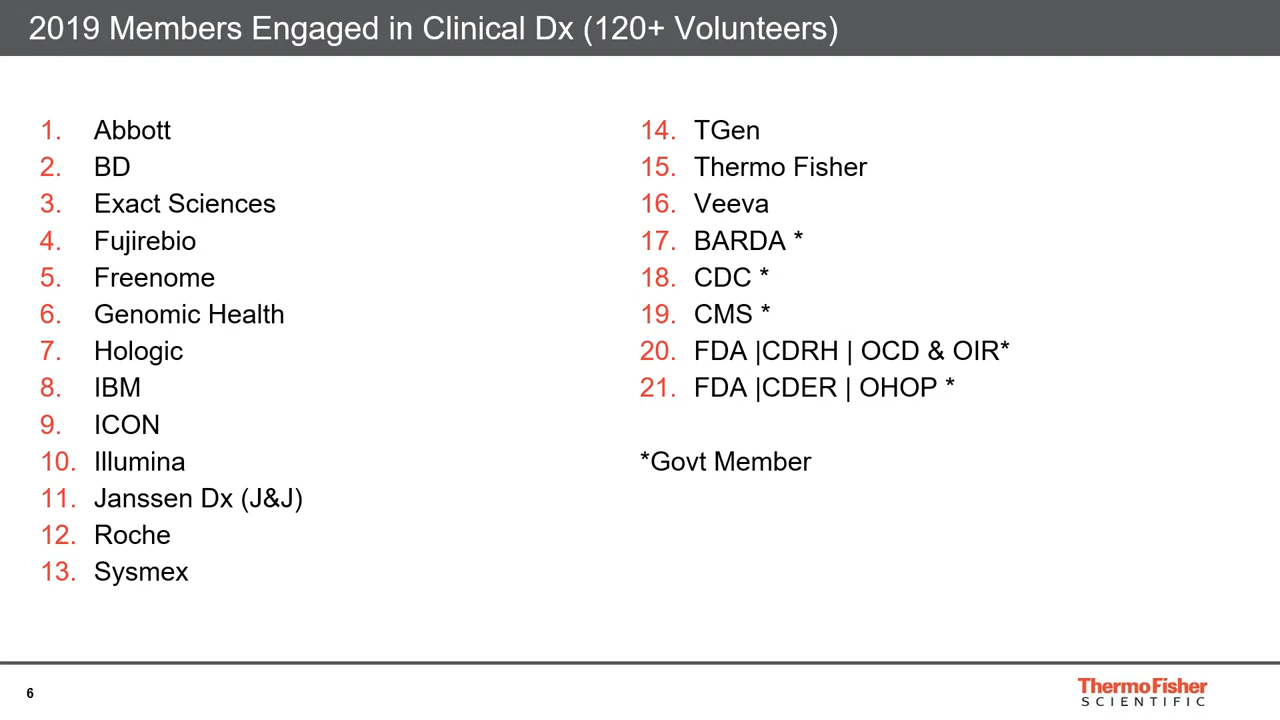 2019 Members Engaged in Clinical Dx (120+ Volunteers)
1. Abbott
2. BD
3. Exact Sciences
4. Fujirebio
5. Freenome
6. Genomic Health
7. Hologic
8. IBM
9. ICON
10. Illumina
11. Janssen Dx (J&J)
12. Roche
13. Sysmex
14. TGen
15. Thermo Fisher
16. Veeva
17. BARDA *
18. CDC *
19. CMS *
20. FDA |CDRH | OCD & OIR*
21. FDA |CDER | OHOP *
*Govt Member
6
ThermoFisher
SCIENTIFIC